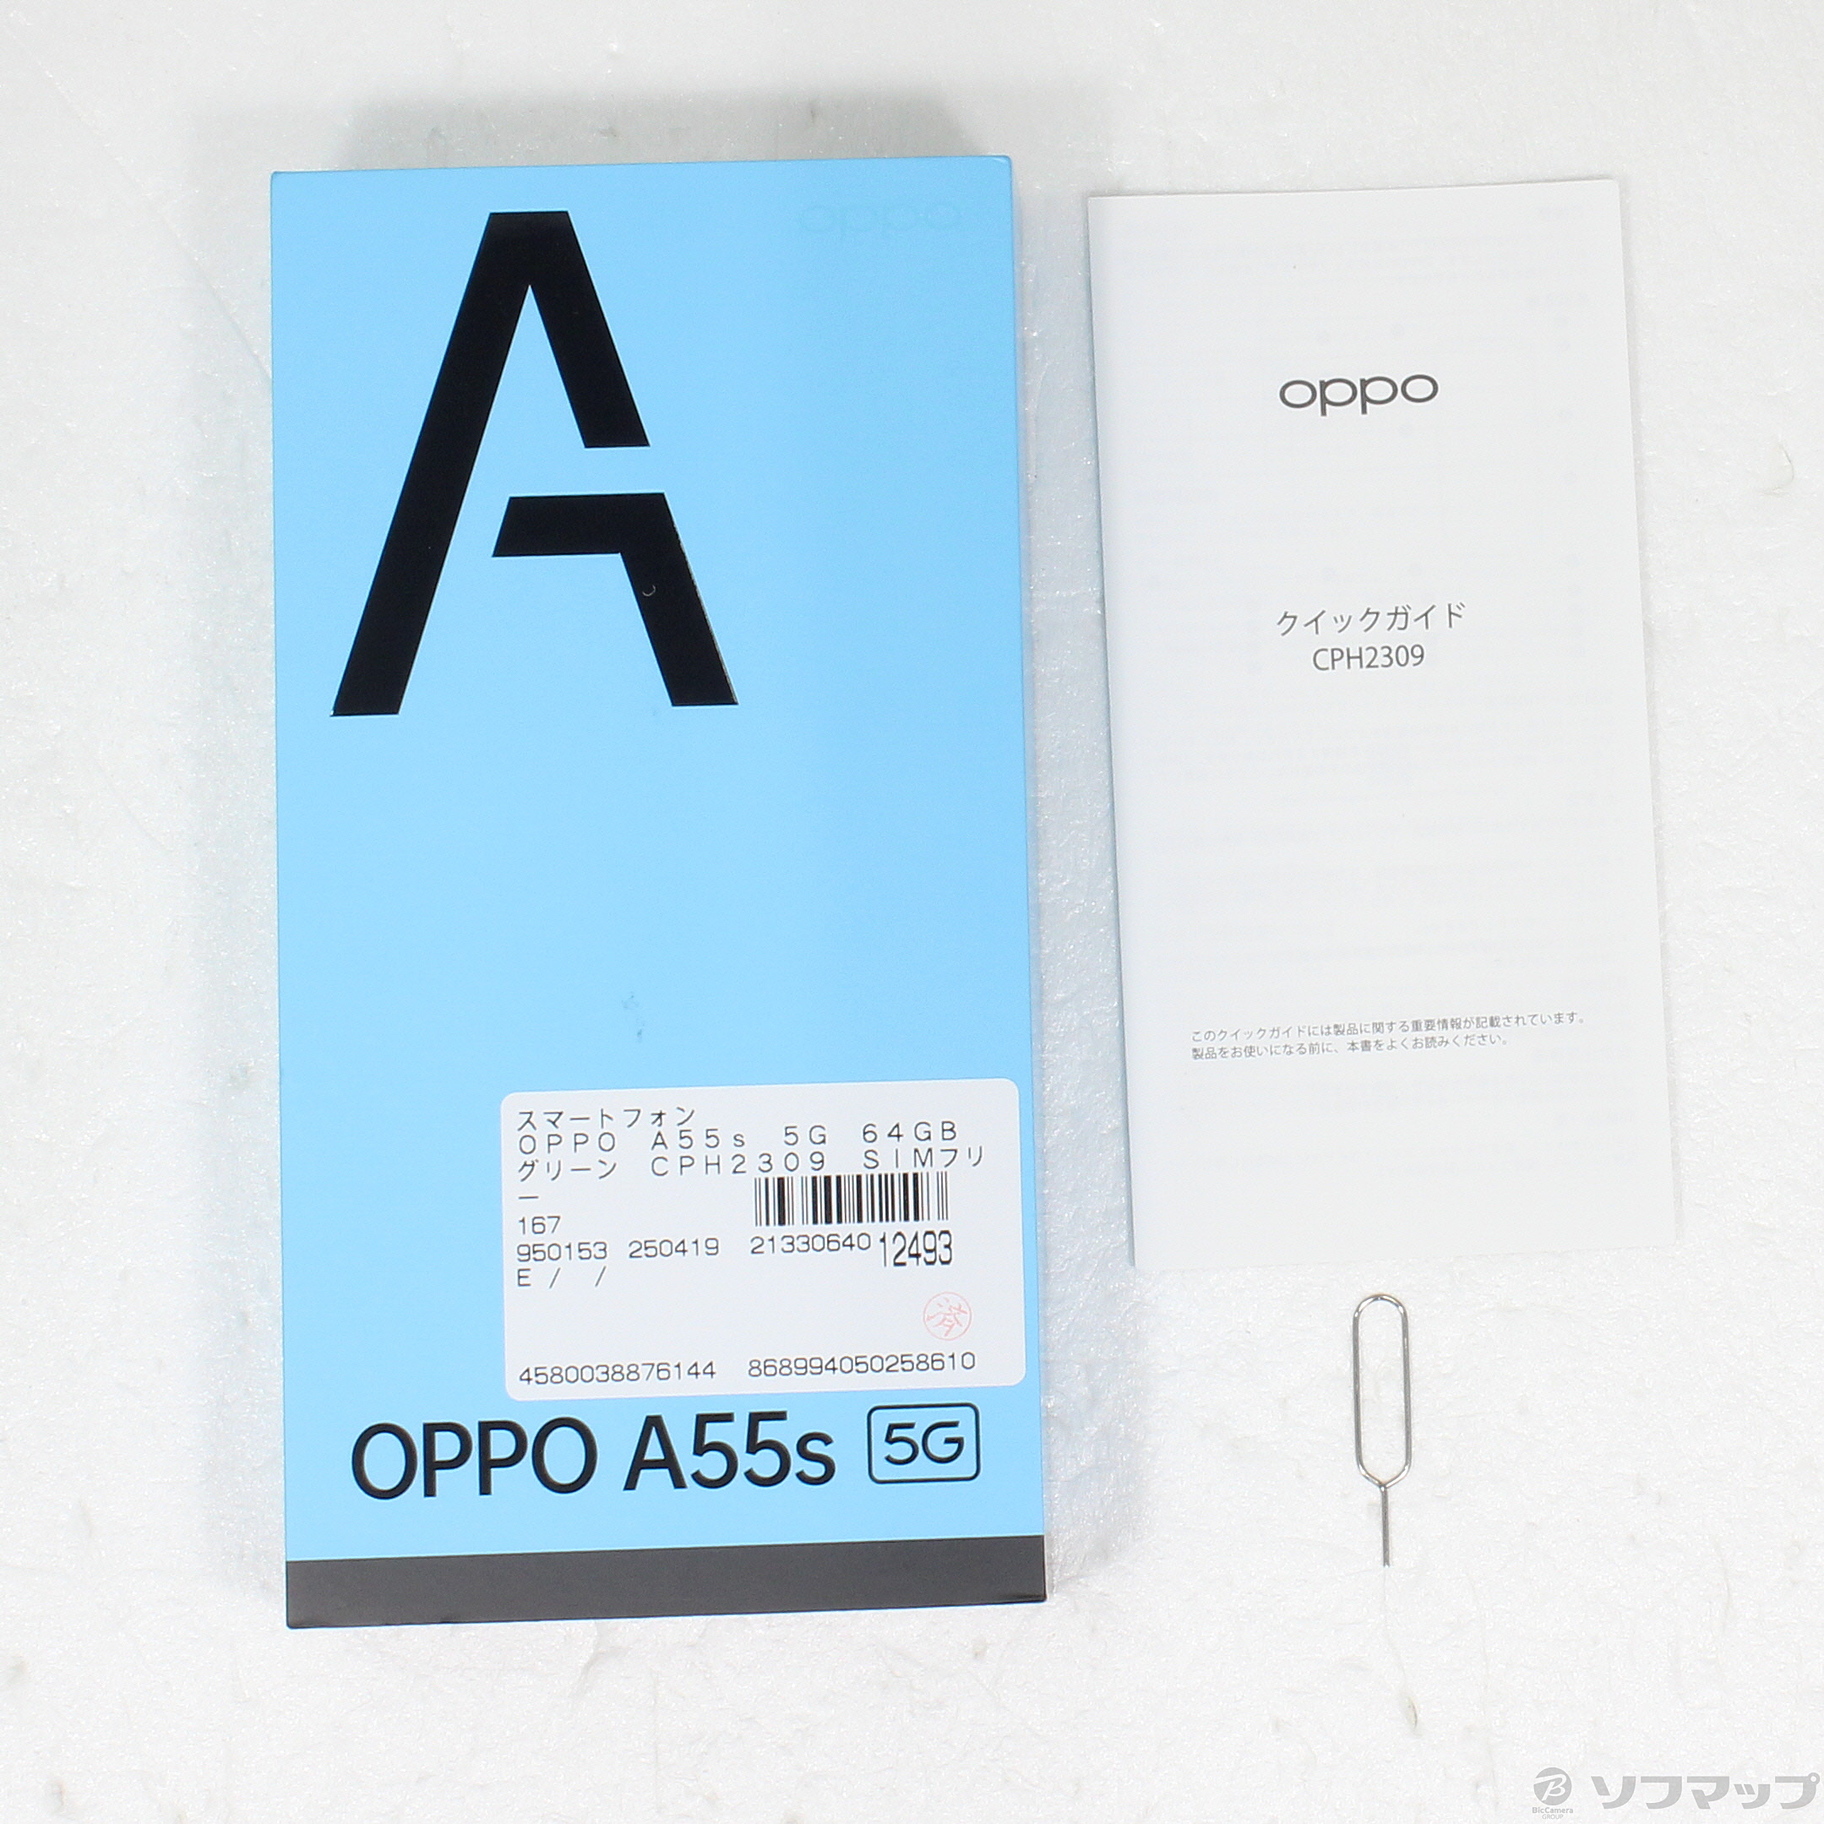 A
oppo
スマートフォン
OPPO A55s 5G 64GB
グリーン CPH2309 SIMフリ
ー
167
950153 250419 21330640 12493
E / /
済
4580038876144 868994050258610
OPPO A55s 5G
oppo
クイックガイド
CPH2309
このクイックガイドには製品に関する重要情報が記載されています。
製品をお使いになる前に、本書をよくお読みください。
B ソフマップ
BicCamera
GROUP